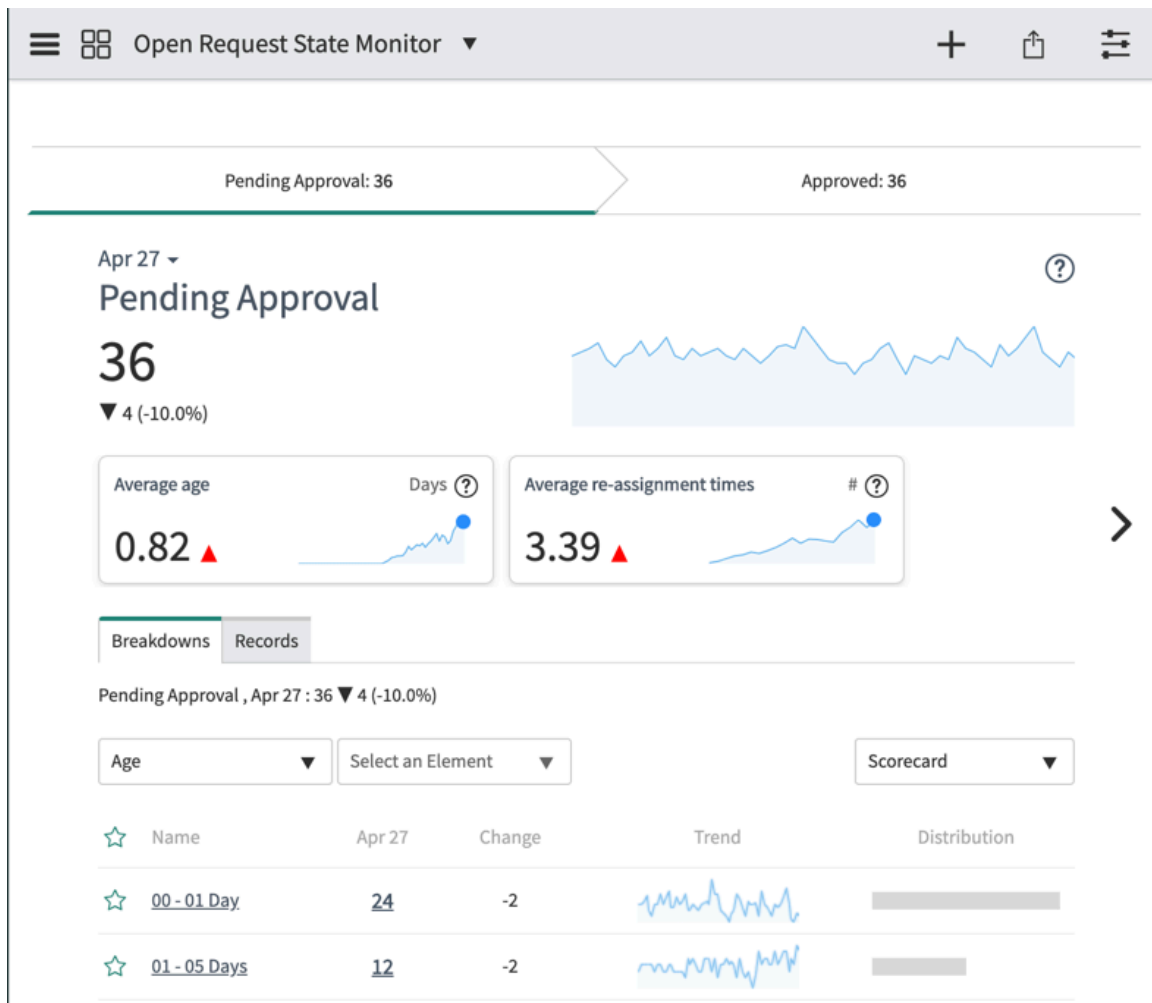 Open Request State Monitor ▼
Pending Approval: 36 Approved: 36
Apr 27
Pending Approval
36
▼ 4 (-10.0%)
Average age Days ?
0.82 ▲
Average re-assignment times # ?
3.39 ▲
Breakdowns Records
Pending Approval , Apr 27 : 36 ▼ 4 (-10.0%)
Age ▼ Select an Element ▼ Scorecard ▼
Name Apr 27 Change Trend Distribution
00 - 01 Day 24 -2
01 - 05 Days 12 -2